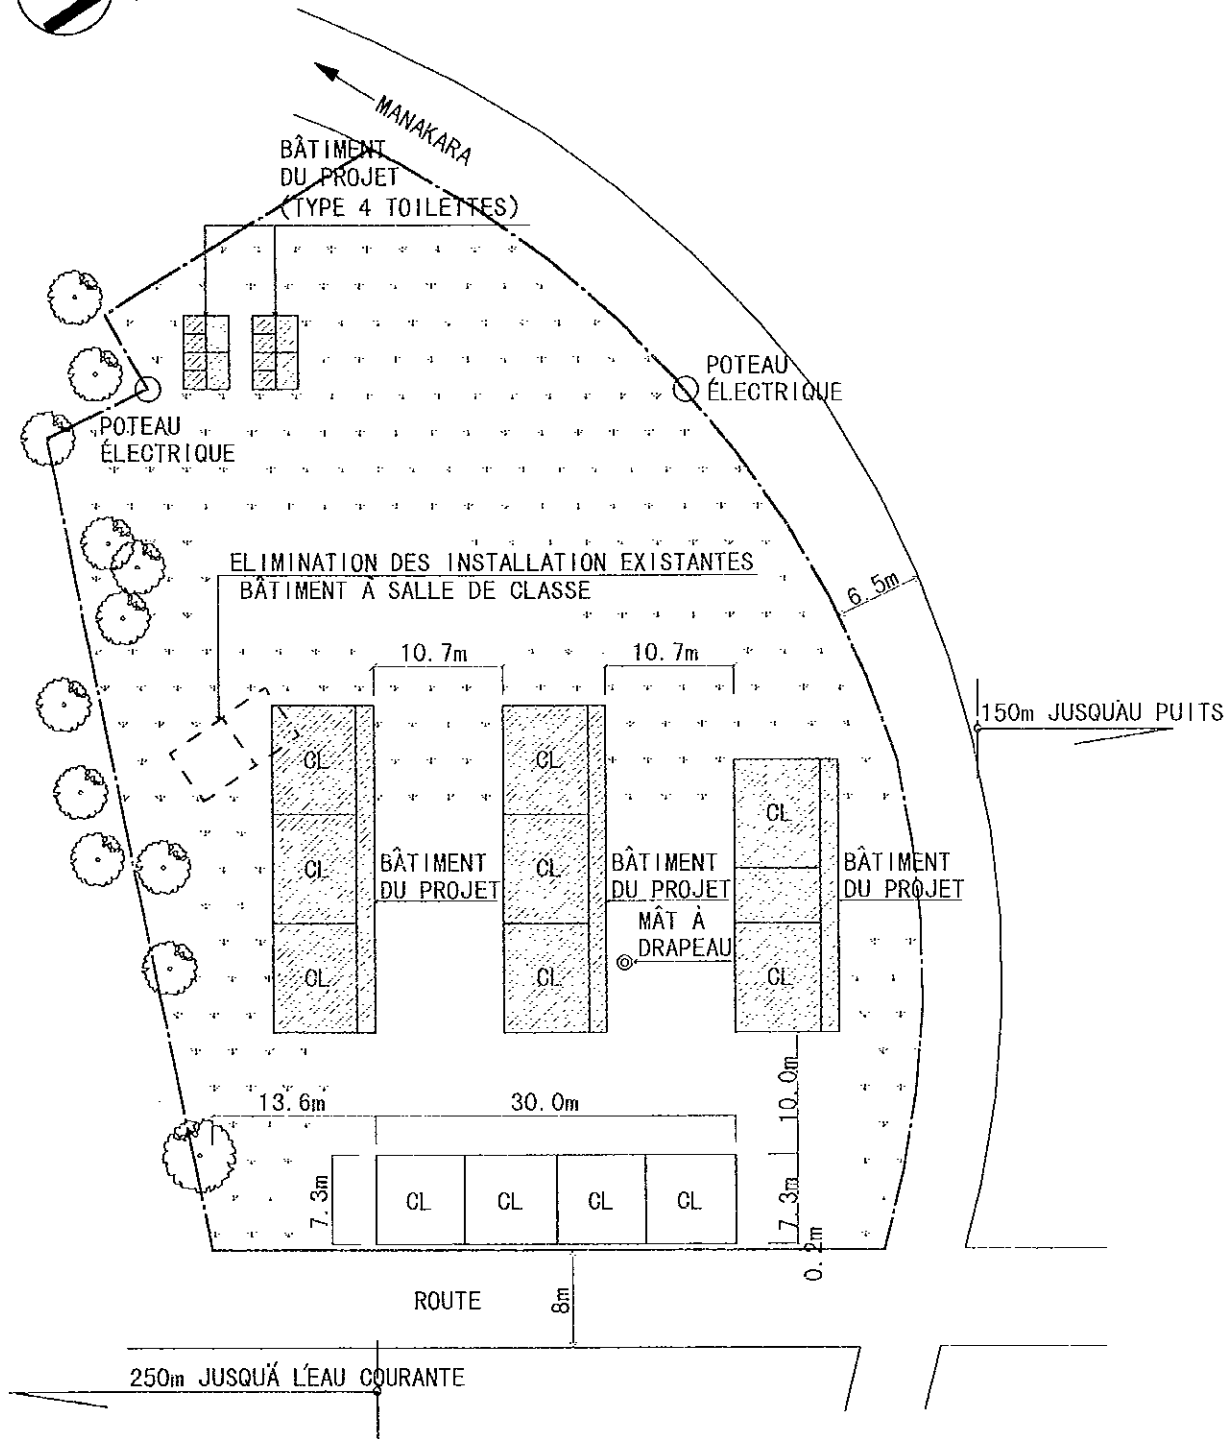 MANAKARA
BÂTIMENT
DU PROJET
(TYPE 4 TOILETTES)
POTEAU
ÉLECTRIQUE
POTEAU
ÉLECTRIQUE
ELIMINATION DES INSTALLATION EXISTANTES
BÂTIMENT À SALLE DE CLASSE
6.5m
10.7m
10.7m
150m JUSQU'AU PUITS
CL
CL
CL
CL
CL
CL
BÂTIMENT
DU PROJET
BÂTIMENT
DU PROJET
BÂTIMENT
DU PROJET
MÂT À
DRAPEAU
CL
CL
13.6m
30.0m
10.0m
7.3m
CL
CL
CL
CL
7.3m
0.2m
ROUTE
8m
250m JUSQU'À L'EAU COURANTE